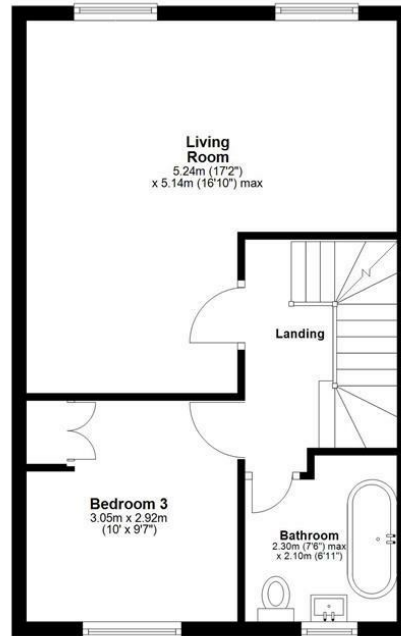 Living
Room
5.24m (17'2")
x 5.14m (16'10") max
Landing
Bedroom 3
3.05m x 2.92m
(10' x 9'7")
Bathroom
2.30m (7'6") max
x 2.10m (6'11")